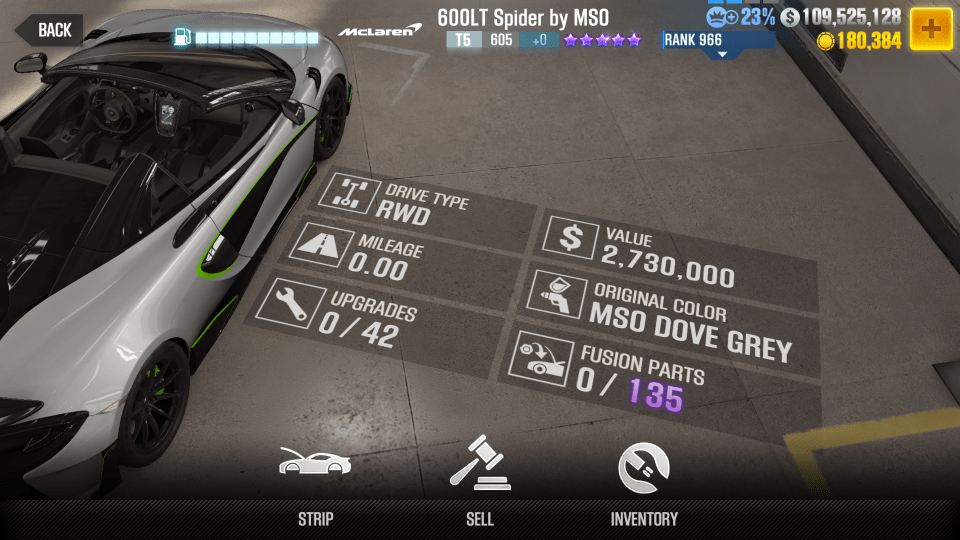 BACK
McLaren
600LT Spider by MSO
T5 605 +0
RANK 966
23%
109,525,128
180,384
DRIVE TYPE
RWD
MILEAGE
0.00
UPGRADES
0/42
VALUE
2,730,000
ORIGINAL COLOR
MSO DOVE GREY
FUSION PARTS
0/135
STRIP
SELL
INVENTORY